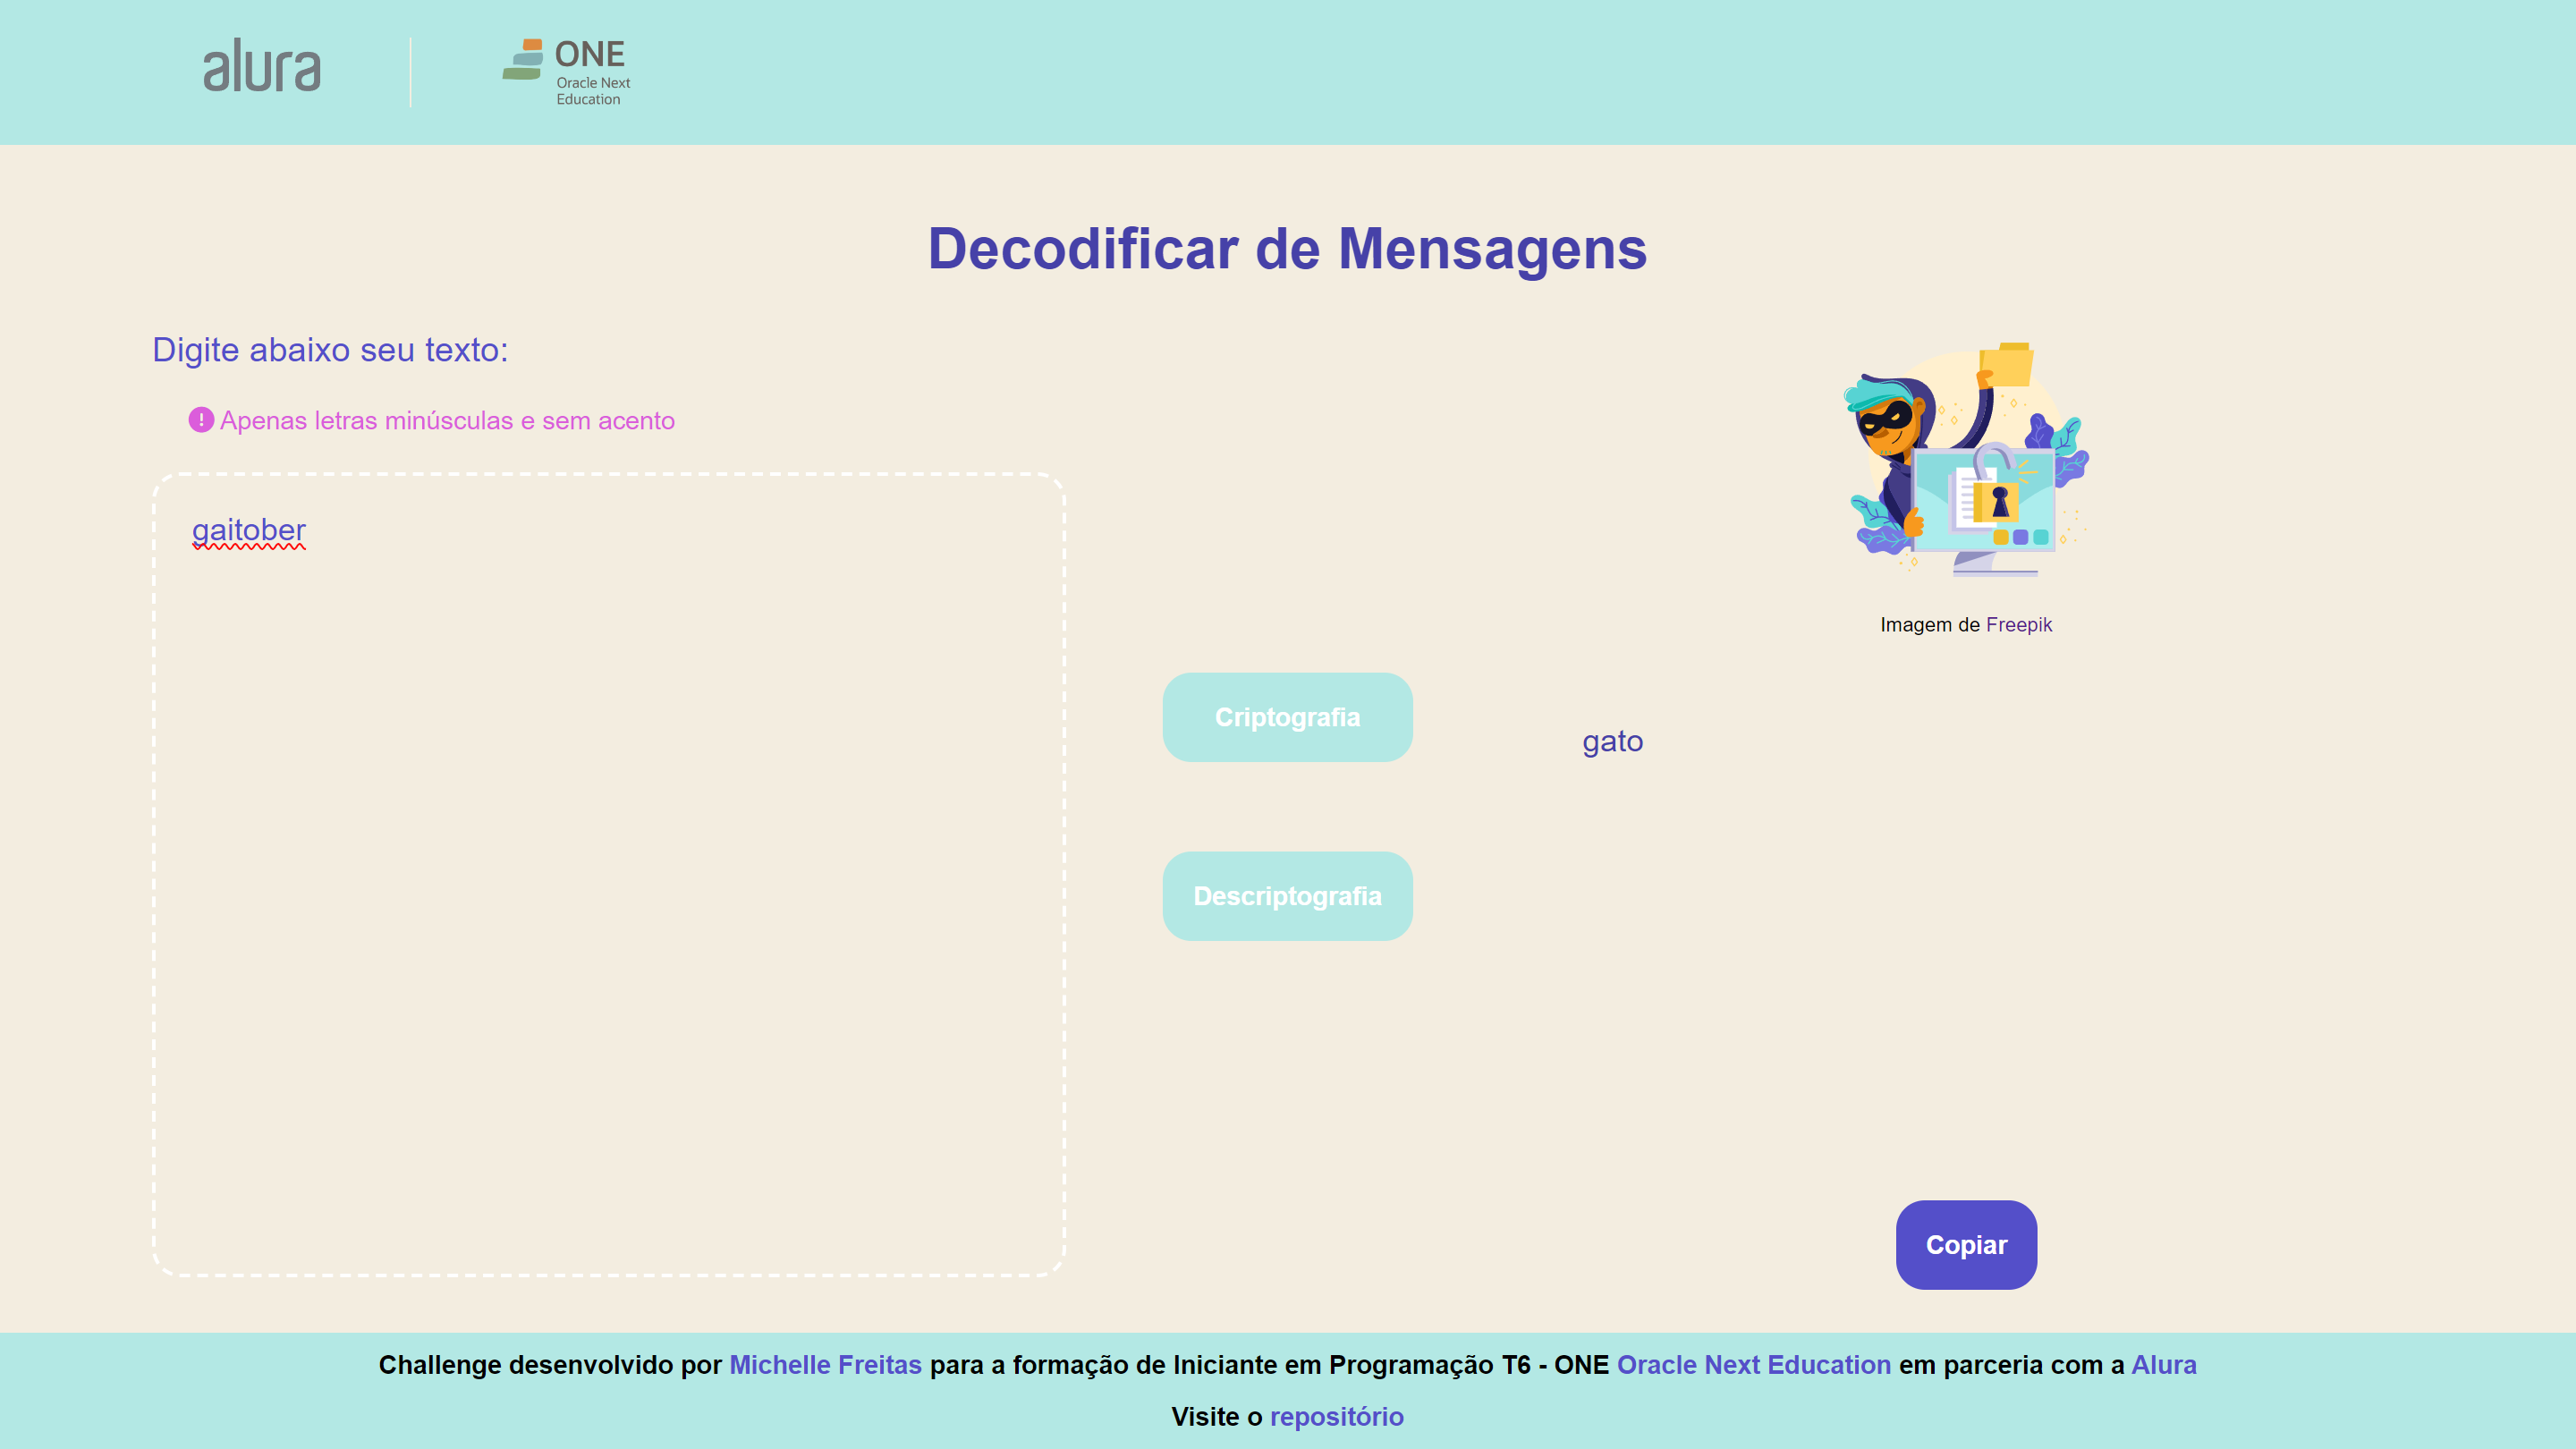 alura
ONE
Oracle Next
Education
Decodificar de Mensagens
Digite abaixo seu texto:
Apenas letras minúsculas e sem acento
gaitober
Imagem de Freepik
Criptografia
gato
Descriptografia
Copiar
Challenge desenvolvido por Michelle Freitas para a formação de Iniciante em Programação T6 - ONE Oracle Next Education em parceria com a Alura
Visite o repositório